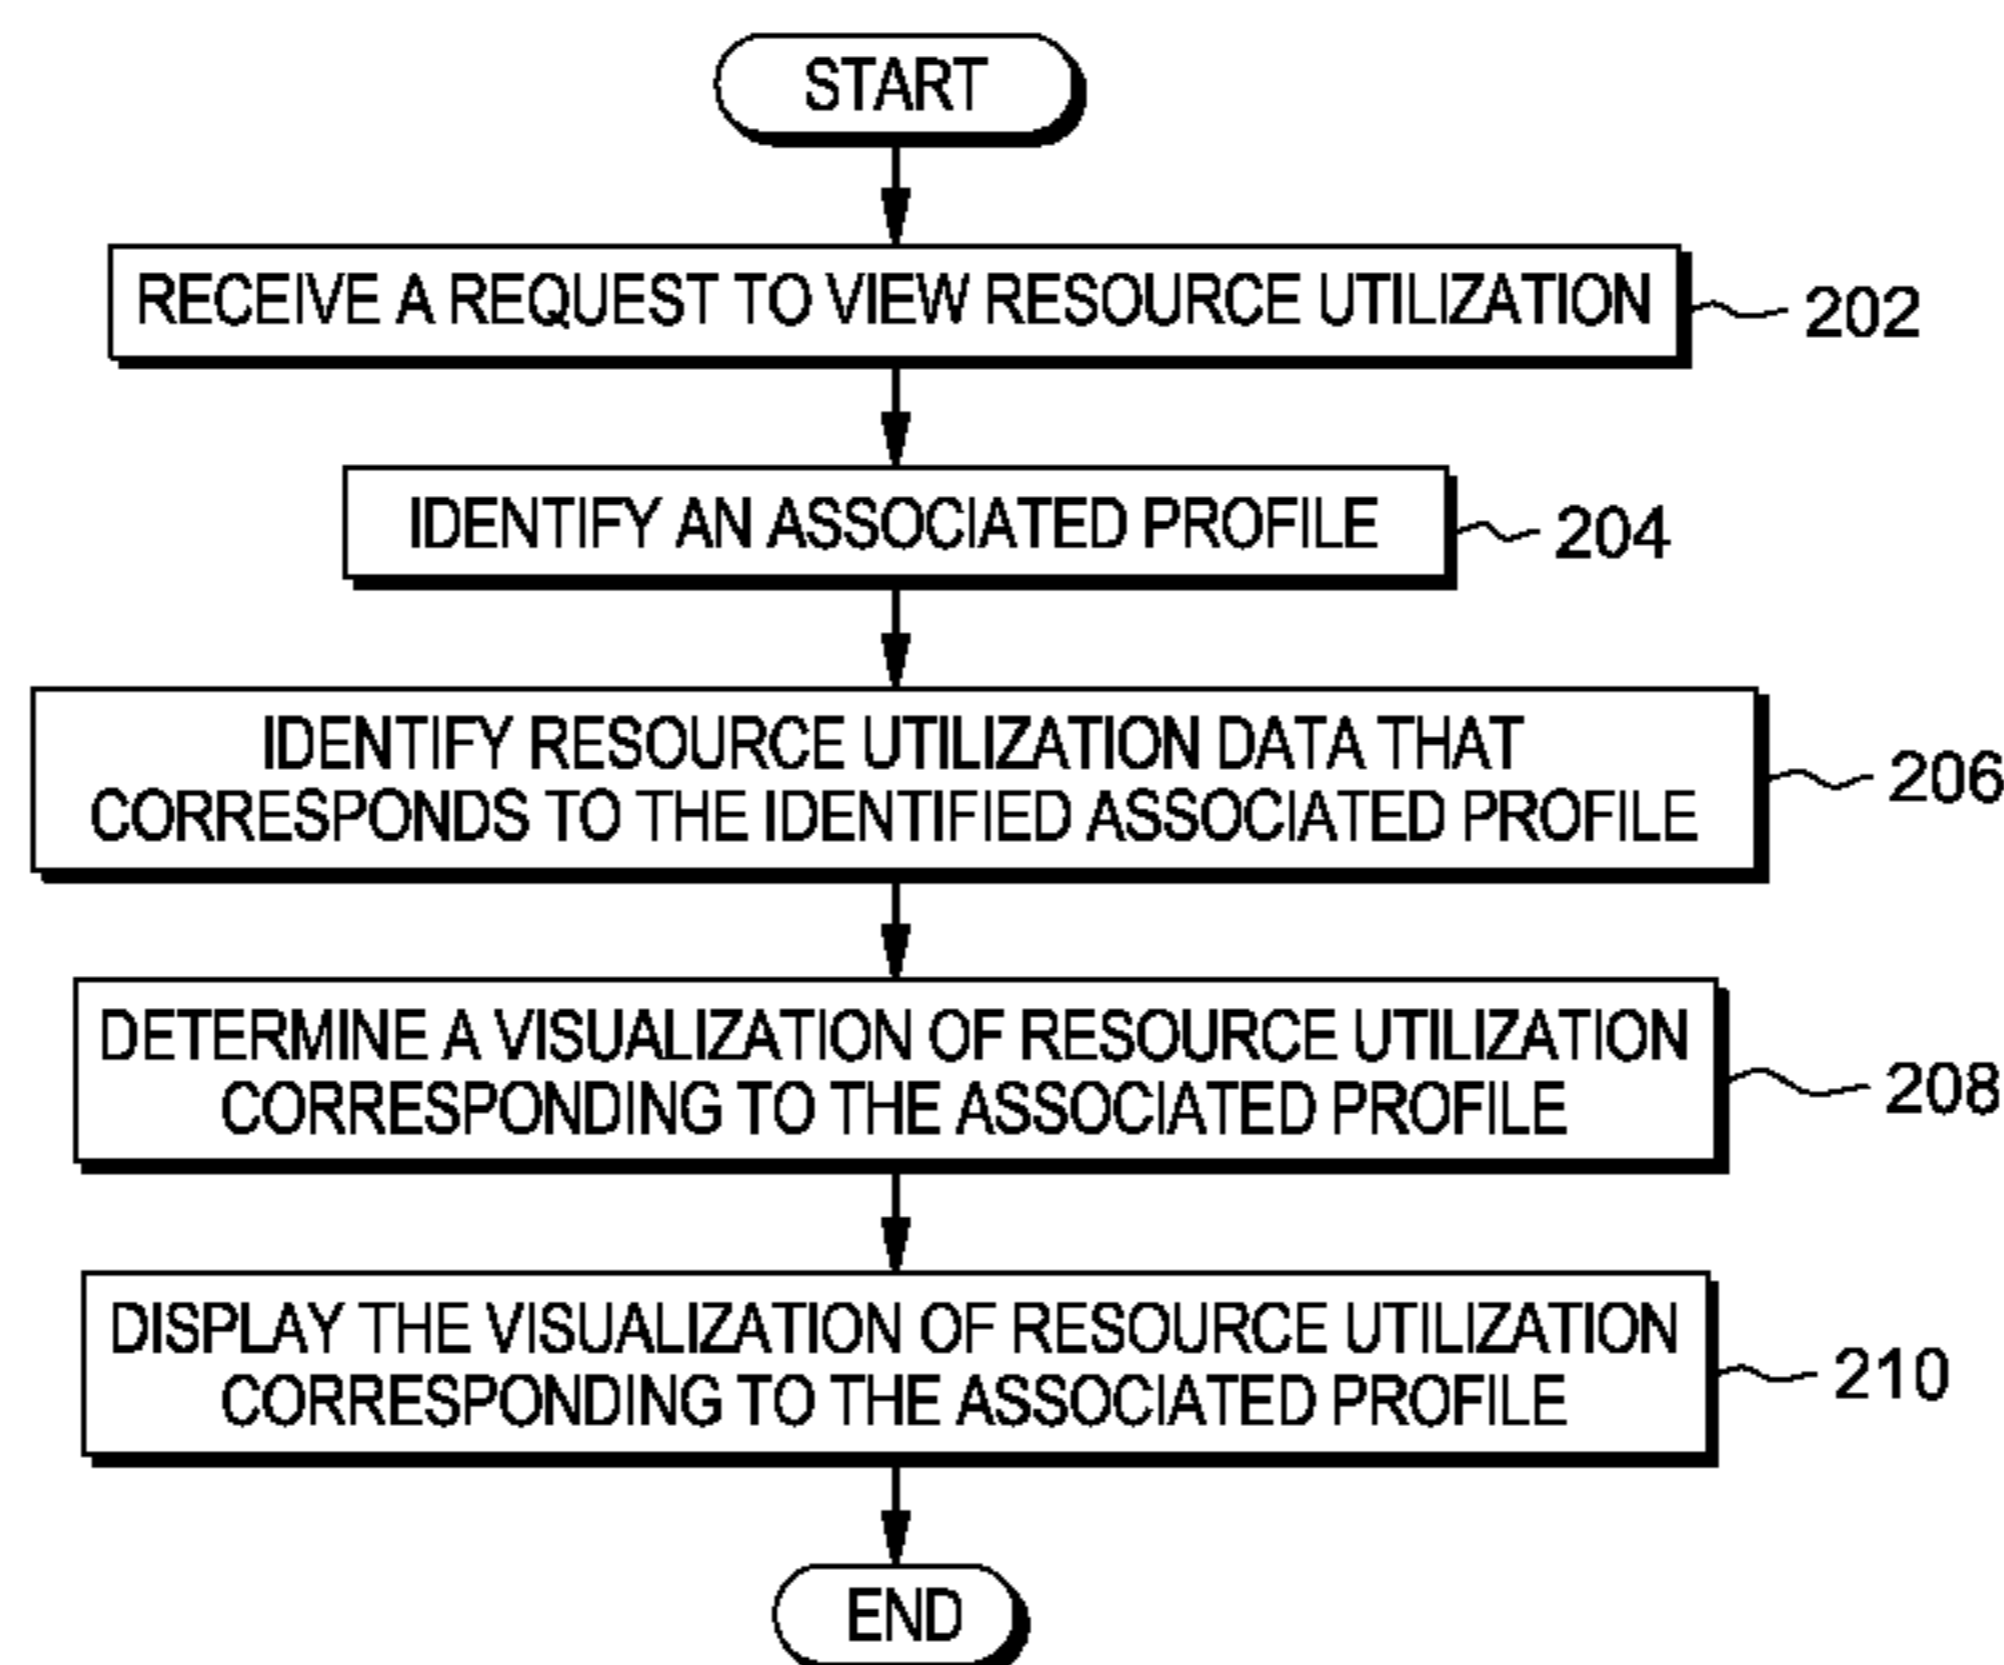 START
RECEIVE A REQUEST TO VIEW RESOURCE UTILIZATION
202
IDENTIFY AN ASSOCIATED PROFILE
204
IDENTIFY RESOURCE UTILIZATION DATA THAT
CORRESPONDS TO THE IDENTIFIED ASSOCIATED PROFILE
206
DETERMINE A VISUALIZATION OF RESOURCE UTILIZATION
CORRESPONDING TO THE ASSOCIATED PROFILE
208
DISPLAY THE VISUALIZATION OF RESOURCE UTILIZATION
CORRESPONDING TO THE ASSOCIATED PROFILE
210
END